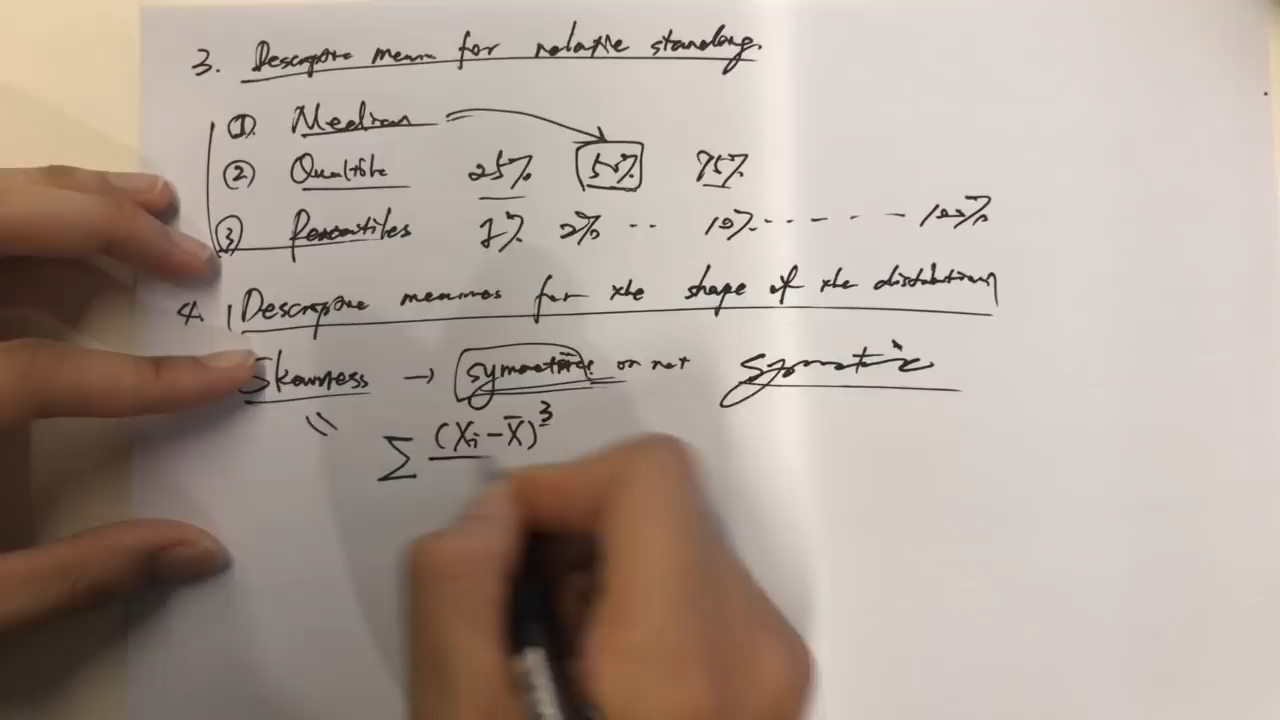 3. Descriptive measures for relative standing.
① Median
② Quartile 25% 50% 75%
③ Percentiles 1% 2% .. 10% ..... 100%
4. Descriptive measures for the shape of the distribution
Skewness → symmetric or not symmetric
∑ (Xi - X̄)³